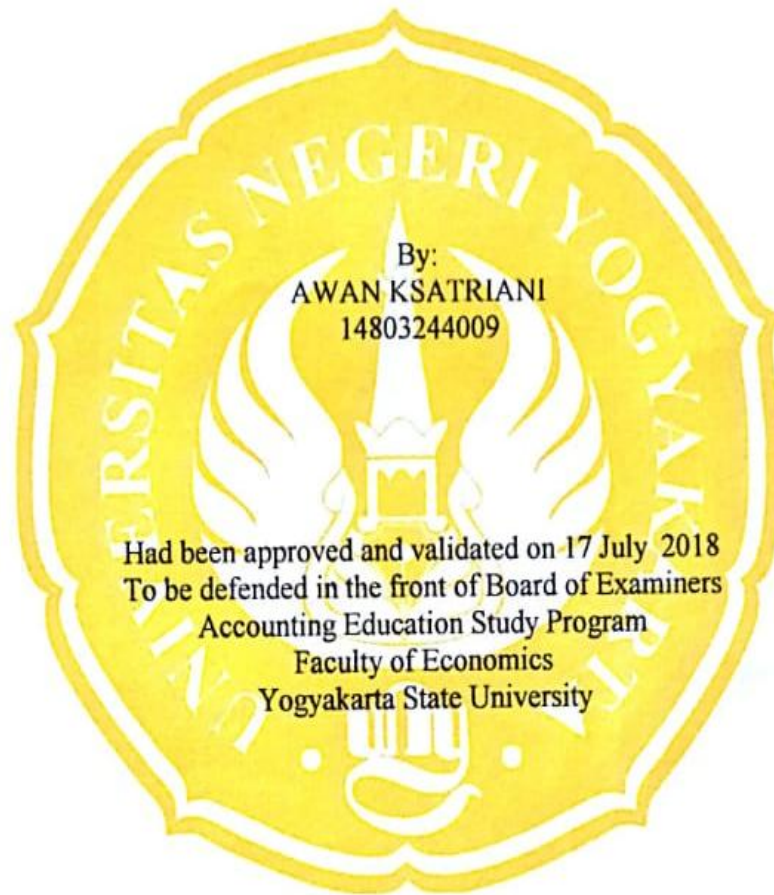 UNIVERSITAS NEGERI YOGYAKARTA
By:
AWAN KSATRIANI
14803244009
Had been approved and validated on 17 July 2018
To be defended in the front of Board of Examiners
Accounting Education Study Program
Faculty of Economics
Yogyakarta State University